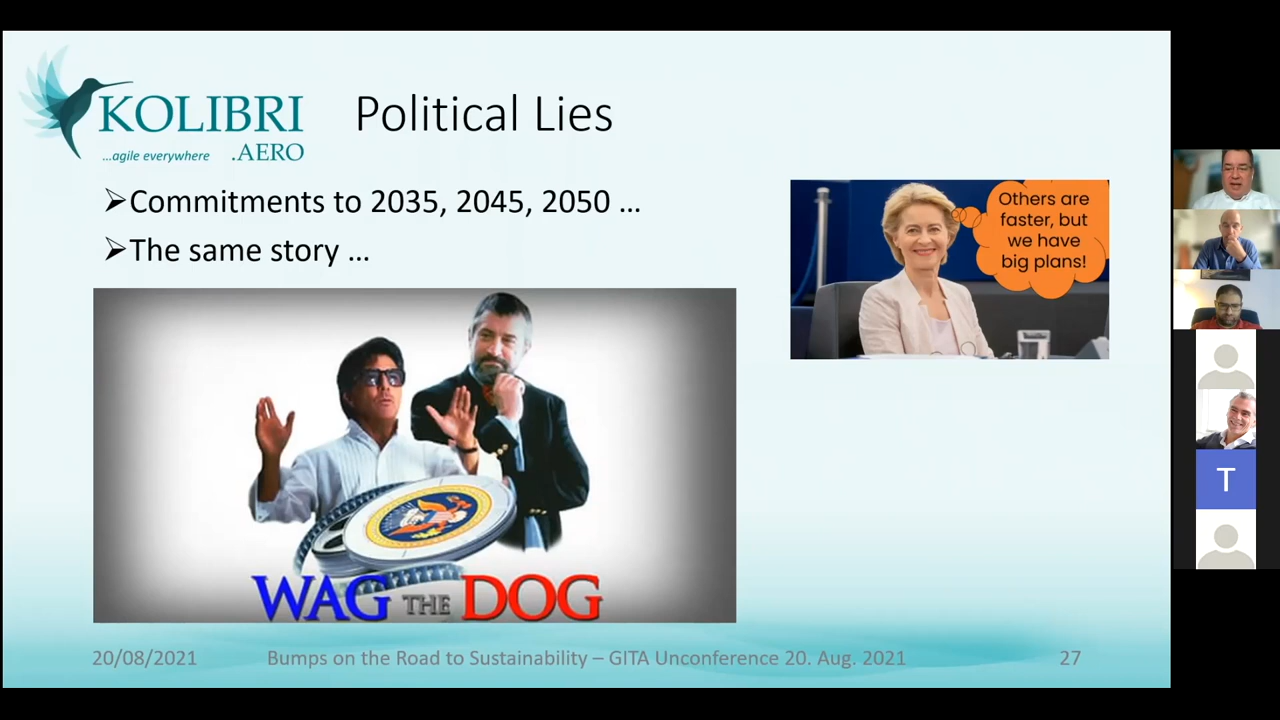 KOLIBRI
...agile everywhere .AERO
Political Lies
➢Commitments to 2035, 2045, 2050 …
➢The same story …
Others are
faster, but
we have
big plans!
WAG THE DOG
20/08/2021 Bumps on the Road to Sustainability – GITA Unconference 20. Aug. 2021 27
T